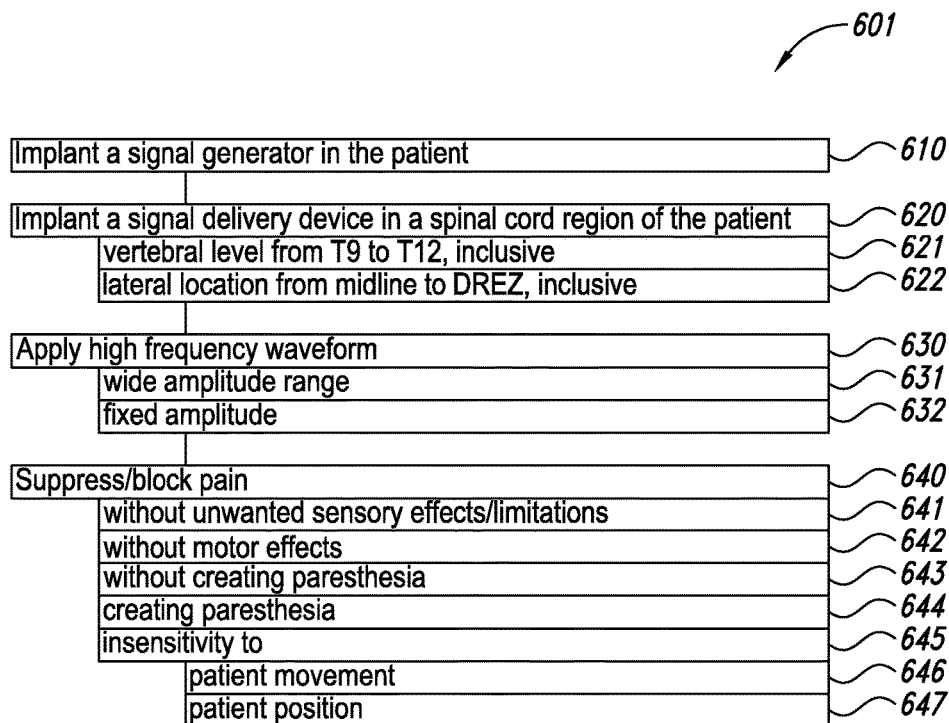 601
Implant a signal generator in the patient 610
Implant a signal delivery device in a spinal cord region of the patient 620
vertebral level from T9 to T12, inclusive 621
lateral location from midline to DREZ, inclusive 622
Apply high frequency waveform 630
wide amplitude range 631
fixed amplitude 632
Suppress/block pain 640
without unwanted sensory effects/limitations 641
without motor effects 642
without creating paresthesia 643
creating paresthesia 644
insensitivity to 645
patient movement 646
patient position 647